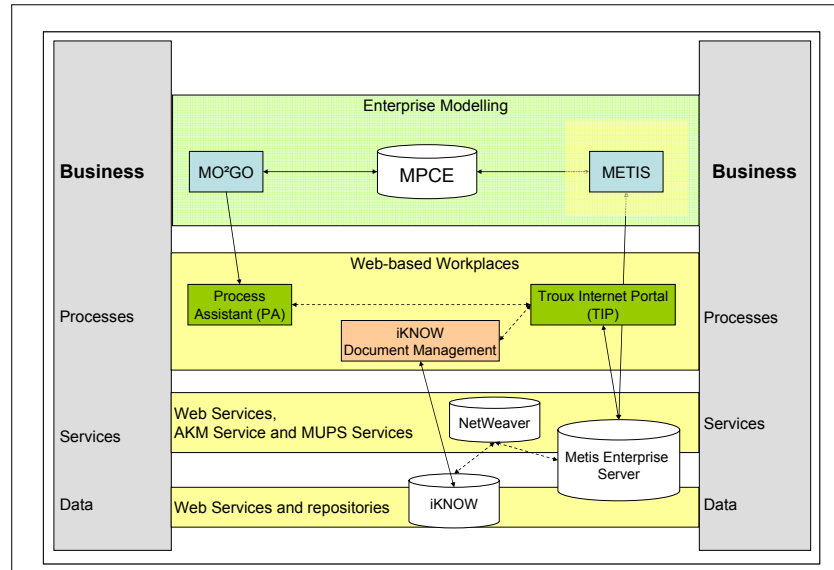 Enterprise Modelling
Business
MO²GO
MPCE
METIS
Business
Web-based Workplaces
Processes
Process
Assistant (PA)
Troux Internet Portal
(TIP)
Processes
iKNOW
Document Management
Services
Web Services,
AKM Service and MUPS Services
NetWeaver
Metis Enterprise
Server
Services
Data
Web Services and repositories
iKNOW
Data